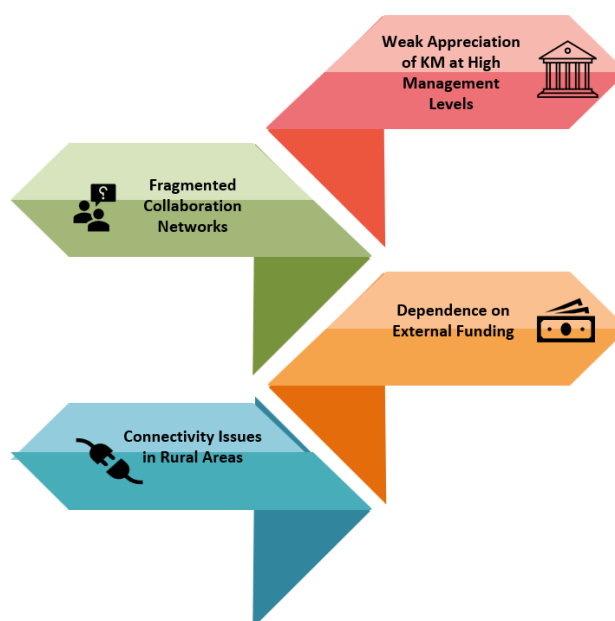 Weak Appreciation
of KM at High
Management
Levels
Fragmented
Collaboration
Networks
Dependence on
External Funding
Connectivity Issues
in Rural Areas